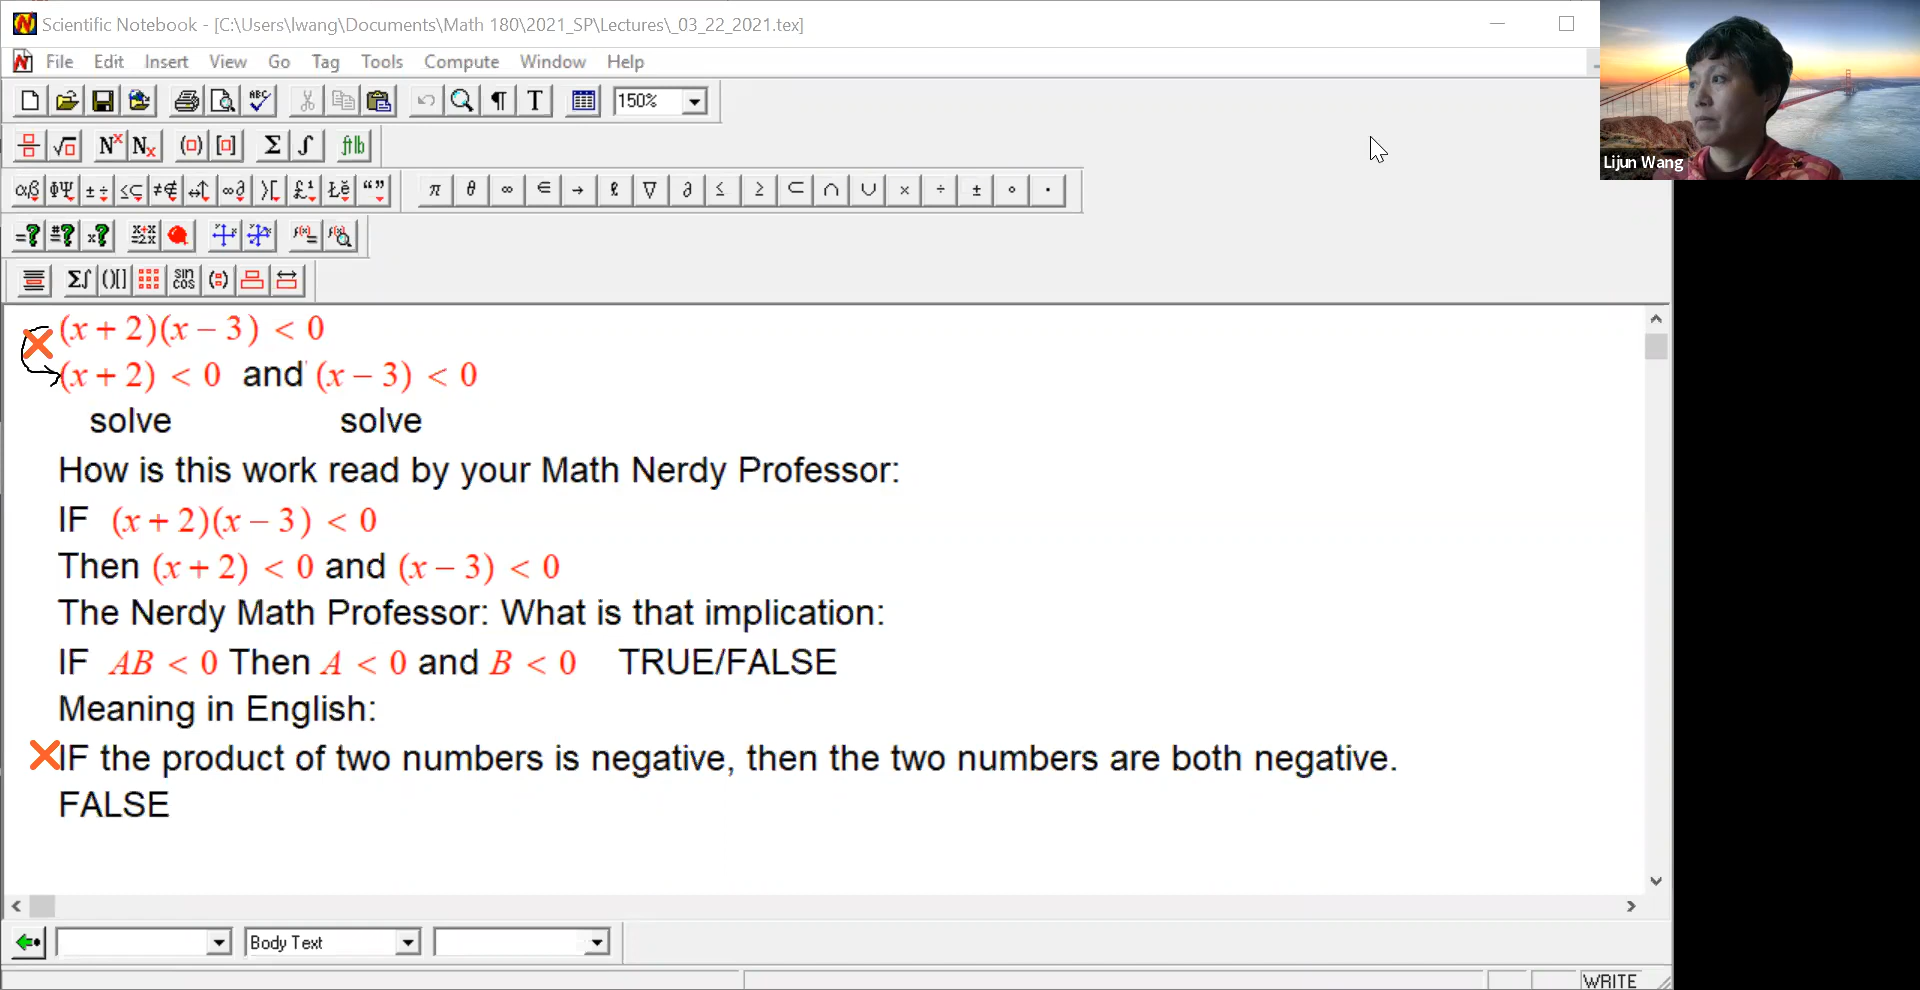 Scientific Notebook - [C:\Users\lwang\Documents\Math 180\2021_SP\Lectures\_03_22_2021.tex]
File Edit Insert View Go Tag Tools Compute Window Help
150%
Lijun Wang
(x + 2)(x − 3) < 0
(x + 2) < 0 and (x − 3) < 0
solve solve
How is this work read by your Math Nerdy Professor:
IF (x + 2)(x − 3) < 0
Then (x + 2) < 0 and (x − 3) < 0
The Nerdy Math Professor: What is that implication:
IF AB < 0 Then A < 0 and B < 0 TRUE/FALSE
Meaning in English:
IF the product of two numbers is negative, then the two numbers are both negative.
FALSE
Body Text
WRITE